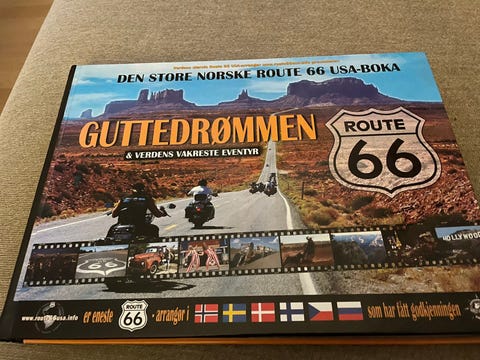 DEN STORE NORSKE ROUTE 66 USA-BOKA
GUTTEDRØMMEN
& VERDENS VAKRESTE EVENTYR
ROUTE
66
HOLLYWOOD
www.route66usa.info er eneste ROUTE 66 - arrangør i som har fått godkjenningen